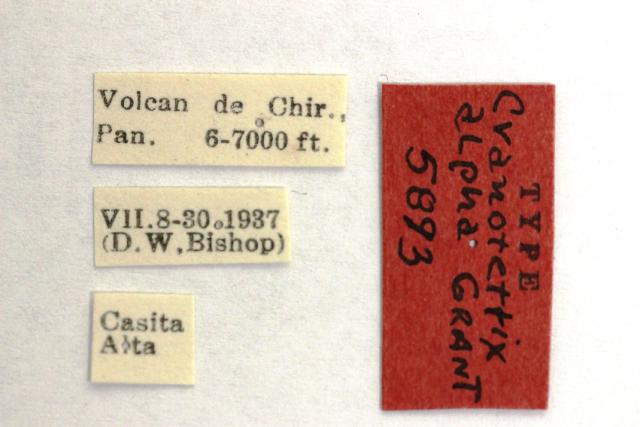 Volcan de Chir.,
Pan. 6-7000 ft.
VII.8-30.1937
(D.W.Bishop)
Casita
Alta
TYPE
Cyanotettix
alpha GRANT
5893